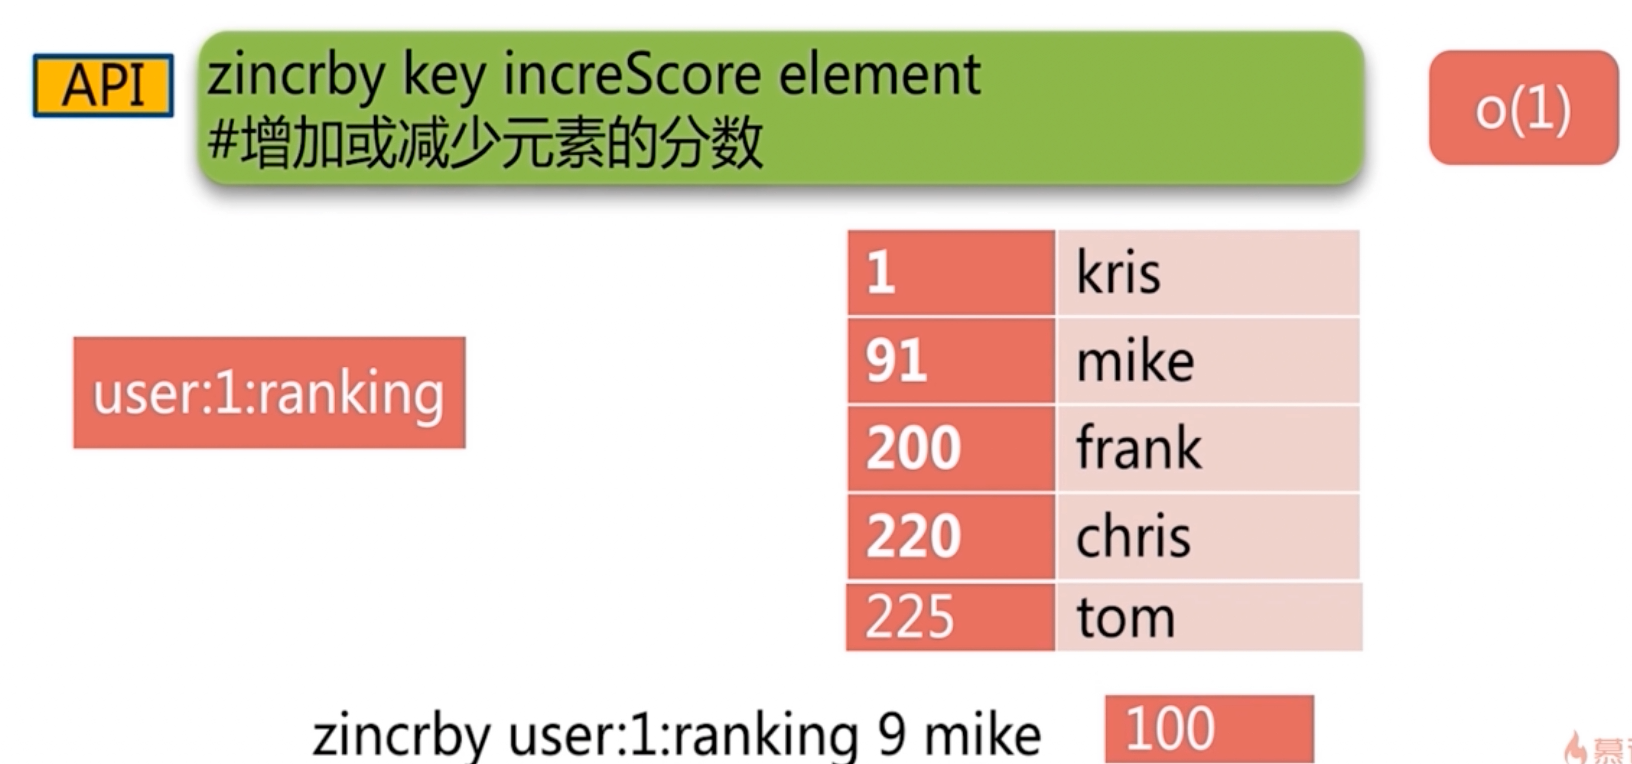 API
zincrby key increScore element
#增加或减少元素的分数
o(1)
user:1:ranking
1 kris
91 mike
200 frank
220 chris
225 tom
zincrby user:1:ranking 9 mike 100
慕